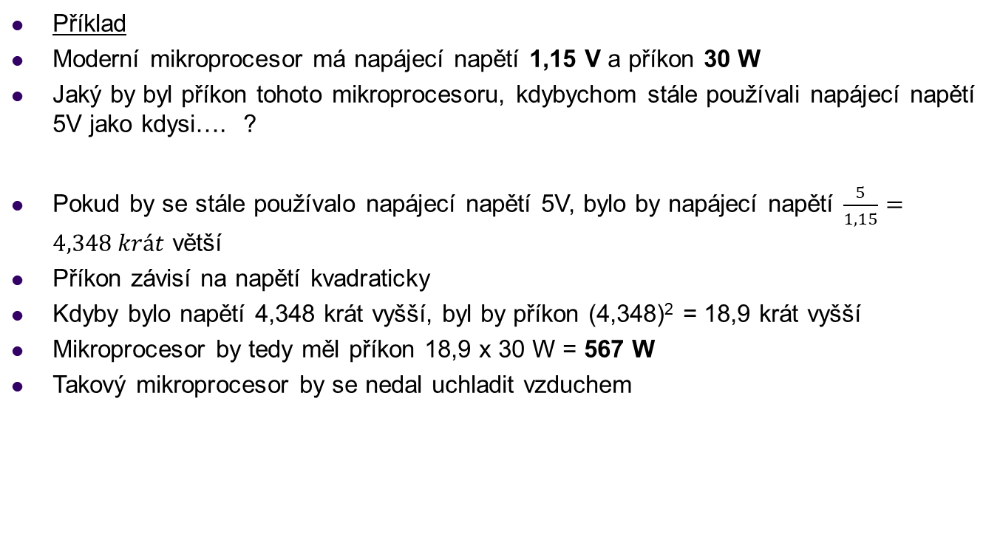 Příklad
Moderní mikroprocesor má napájecí napětí 1,15 V a příkon 30 W
Jaký by byl příkon tohoto mikroprocesoru, kdybychom stále používali napájecí napětí
5V jako kdysi…. ?
Pokud by se stále používalo napájecí napětí 5V, bylo by napájecí napětí 5/1,15 =
4,348 krát větší
Příkon závisí na napětí kvadraticky
Kdyby bylo napětí 4,348 krát vyšší, byl by příkon (4,348)² = 18,9 krát vyšší
Mikroprocesor by tedy měl příkon 18,9 x 30 W = 567 W
Takový mikroprocesor by se nedal uchladit vzduchem